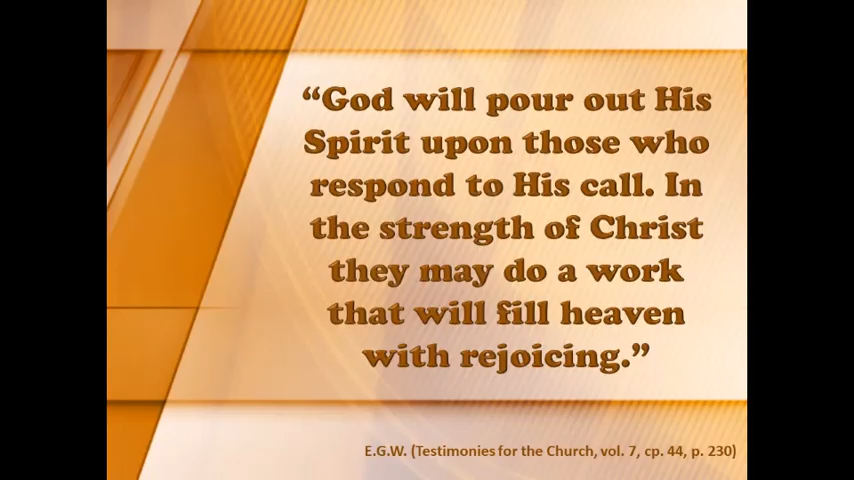 “God will pour out His
Spirit upon those who
respond to His call. In
the strength of Christ
they may do a work
that will fill heaven
with rejoicing.”
E.G.W. (Testimonies for the Church, vol. 7, cp. 44, p. 230)